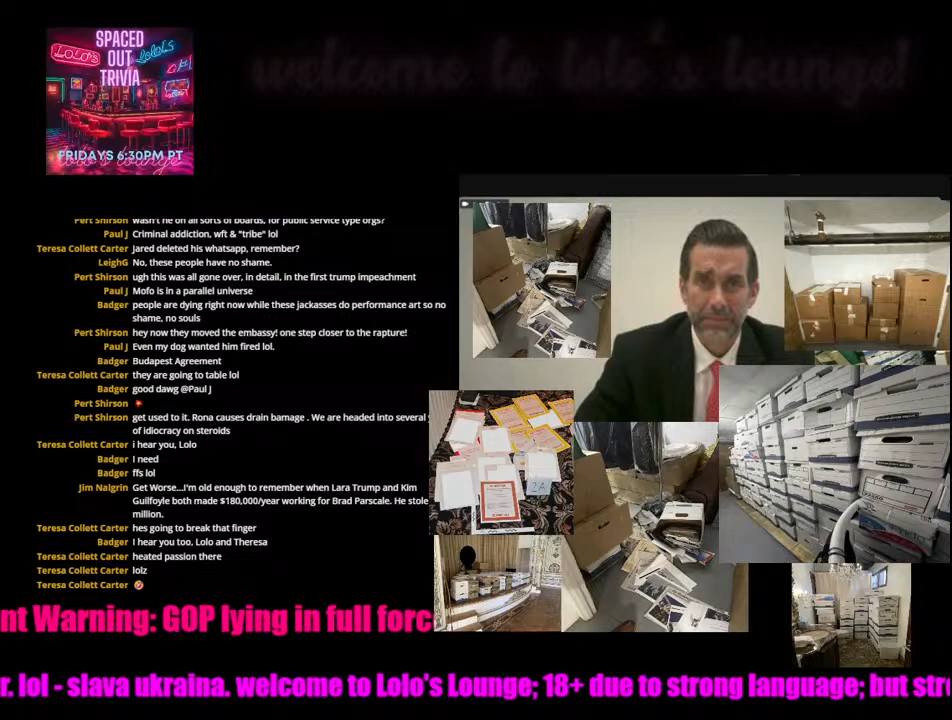 SPACED
OUT
TRIVIA
LOLO'S
LOLO'S
FRIDAYS 6:30PM PT
lolo's lounge
welcome to lolo's lounge!
Pert Shirson wasn't he on all sorts of boards, for public service type orgs?
Paul J Criminal addiction, wft & "tribe" lol
Teresa Collett Carter Jared deleted his whatsapp, remember?
LeighG No, these people have no shame.
Pert Shirson ugh this was all gone over, in detail, in the first trump impeachment
Paul J Mofo is in a parallel universe
Badger people are dying right now while these jackasses do performance art so no
shame, no souls
Pert Shirson hey now they moved the embassy! one step closer to the rapture!
Paul J Even my dog wanted him fired lol.
Badger Budapest Agreement
Teresa Collett Carter they are going to table lol
Badger good dawg @Paul J
Pert Shirson 💥
Pert Shirson get used to it. Rona causes drain bamage . We are headed into several
of idiocracy on steroids
Teresa Collett Carter i hear you, Lolo
Badger I need
Badger ffs lol
Jim Nalgrin Get Worse...I'm old enough to remember when Lara Trump and Kim
Guilfoyle both made $180,000/year working for Brad Parscale. He stole
million.
Teresa Collett Carter hes going to break that finger
Badger I hear you too, Lolo and Theresa
Teresa Collett Carter heated passion there
Teresa Collett Carter lolz
Teresa Collett Carter 🤣
2A
nt Warning: GOP lying in full forc
r. lol - slava ukraina. welcome to Lolo's Lounge; 18+ due to strong language; but stro